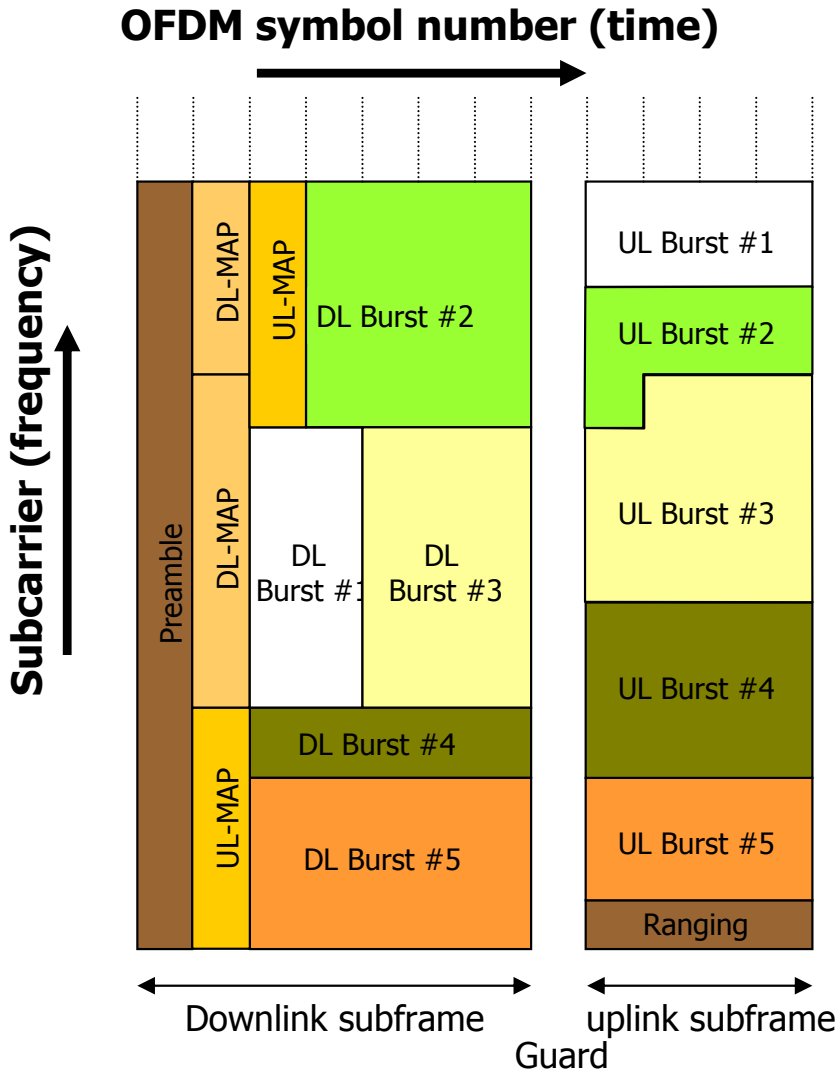 OFDM symbol number (time)
Subcarrier (frequency)
Preamble
DL-MAP
DL-MAP
UL-MAP
UL-MAP
DL Burst #2
DL
Burst #1
DL
Burst #3
DL Burst #4
DL Burst #5
UL Burst #1
UL Burst #2
UL Burst #3
UL Burst #4
UL Burst #5
Ranging
Downlink subframe
uplink subframe
Guard